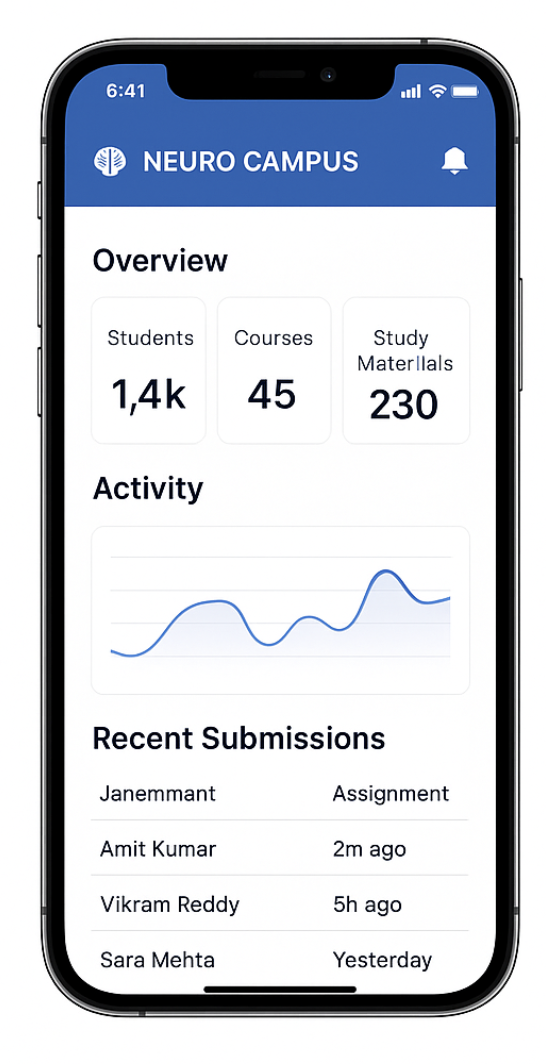 6:41
NEURO CAMPUS
Overview
Students
1,4k
Courses
45
Study
Materllals
230
Activity
Recent Submissions
Janemmant Assignment
Amit Kumar 2m ago
Vikram Reddy 5h ago
Sara Mehta Yesterday